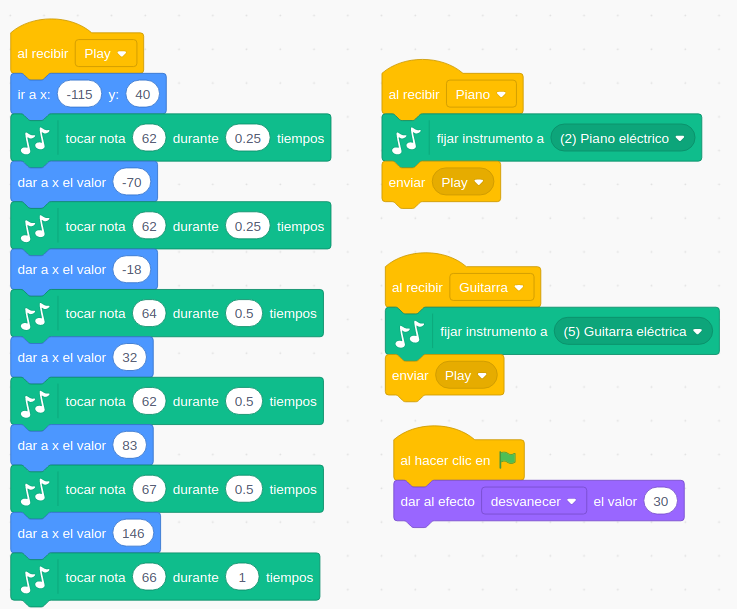 al recibir Play
ir a x: -115 y: 40
tocar nota 62 durante 0.25 tiempos
dar a x el valor -70
tocar nota 62 durante 0.25 tiempos
dar a x el valor -18
tocar nota 64 durante 0.5 tiempos
dar a x el valor 32
tocar nota 62 durante 0.5 tiempos
dar a x el valor 83
tocar nota 67 durante 0.5 tiempos
dar a x el valor 146
tocar nota 66 durante 1 tiempos
al recibir Piano
fijar instrumento a (2) Piano eléctrico
enviar Play
al recibir Guitarra
fijar instrumento a (5) Guitarra eléctrica
enviar Play
al hacer clic en
dar al efecto desvanecer el valor 30